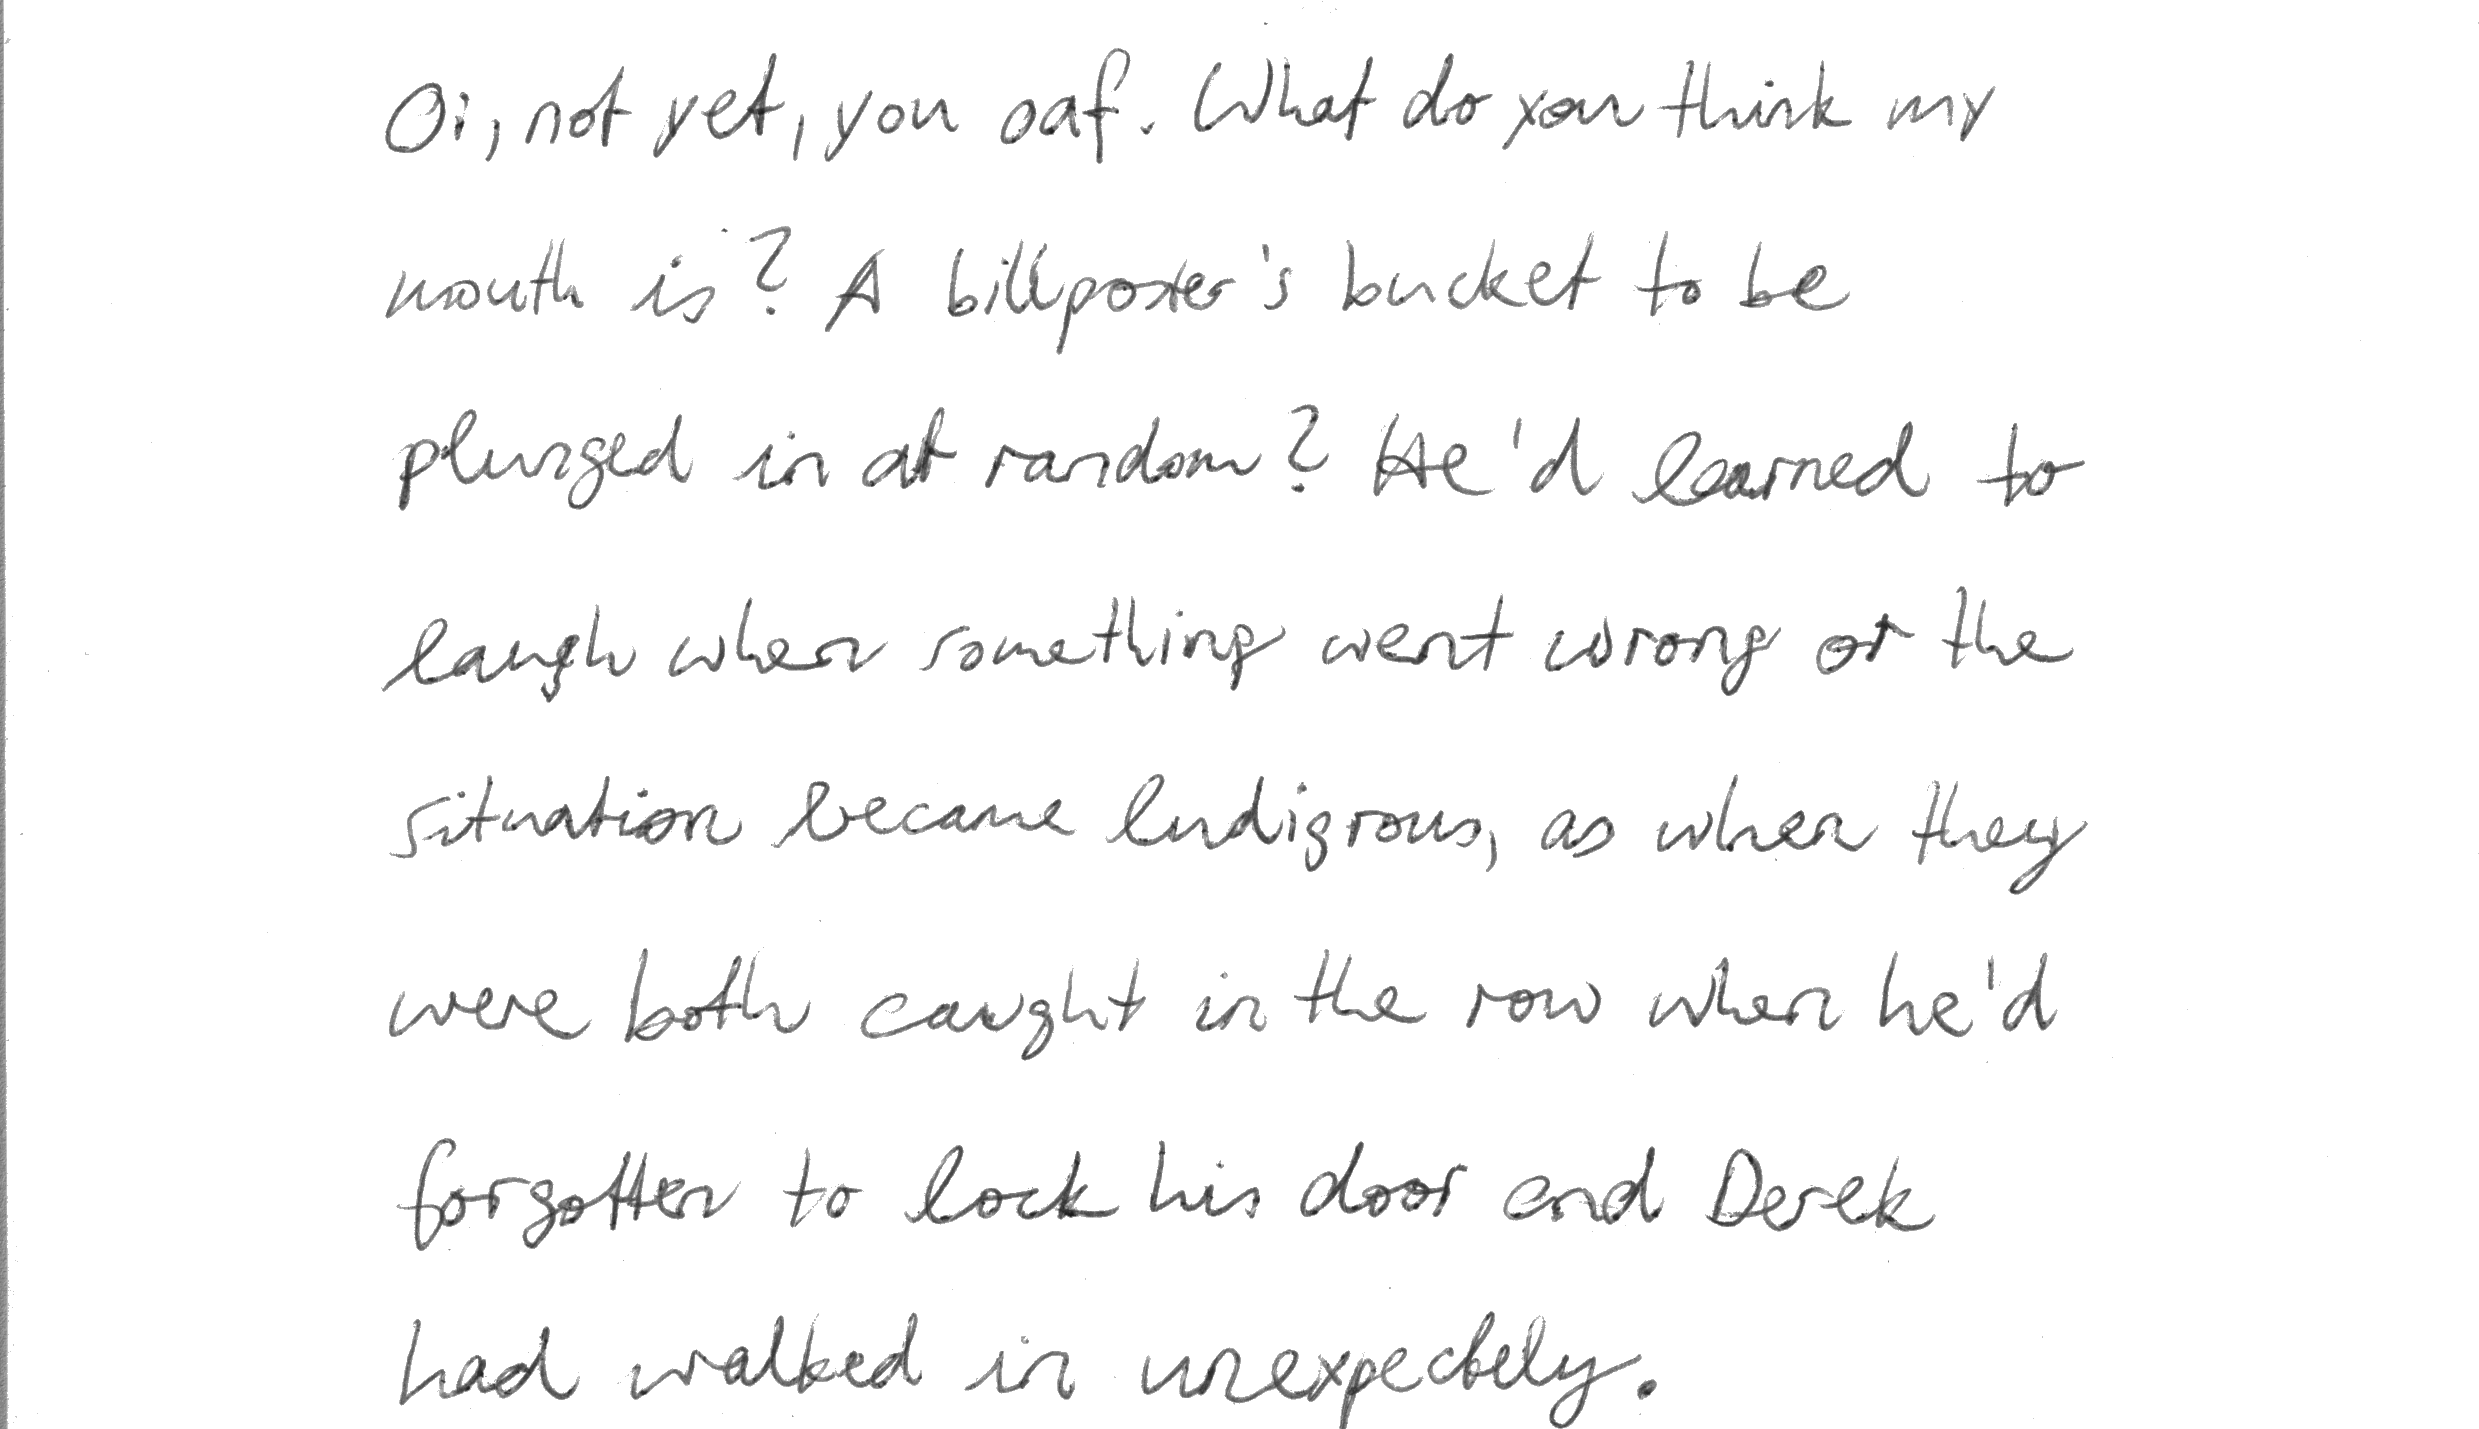 Oi, not yet, you oaf. What do you think my
mouth is? A billposter's bucket to be
plunged in at random? He'd learned to
laugh when something went wrong or the
situation became ludigrous, as when they
were both caught in the row when he'd
forgotten to lock his door and Derek
had walked in unexpectely.